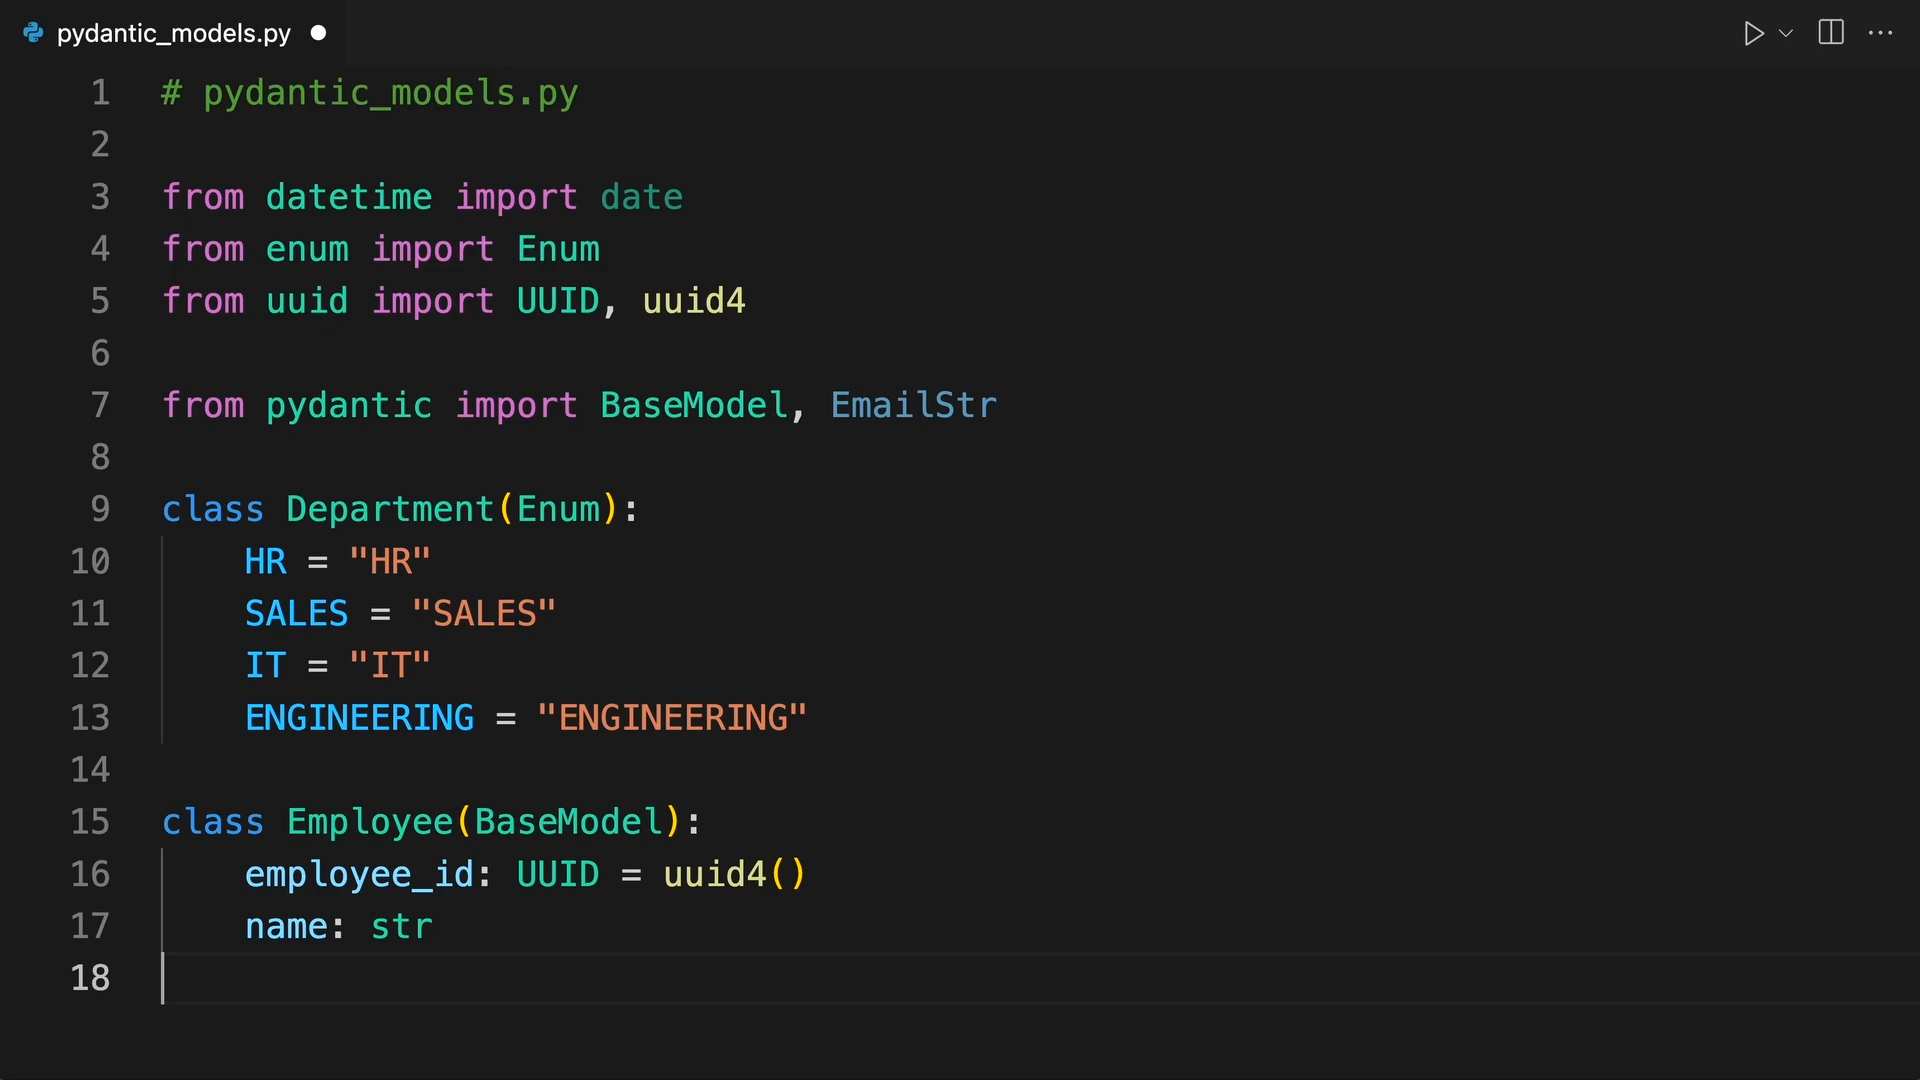 pydantic_models.py
1 # pydantic_models.py
2
3 from datetime import date
4 from enum import Enum
5 from uuid import UUID, uuid4
6
7 from pydantic import BaseModel, EmailStr
8
9 class Department(Enum):
10     HR = "HR"
11     SALES = "SALES"
12     IT = "IT"
13     ENGINEERING = "ENGINEERING"
14
15 class Employee(BaseModel):
16     employee_id: UUID = uuid4()
17     name: str
18